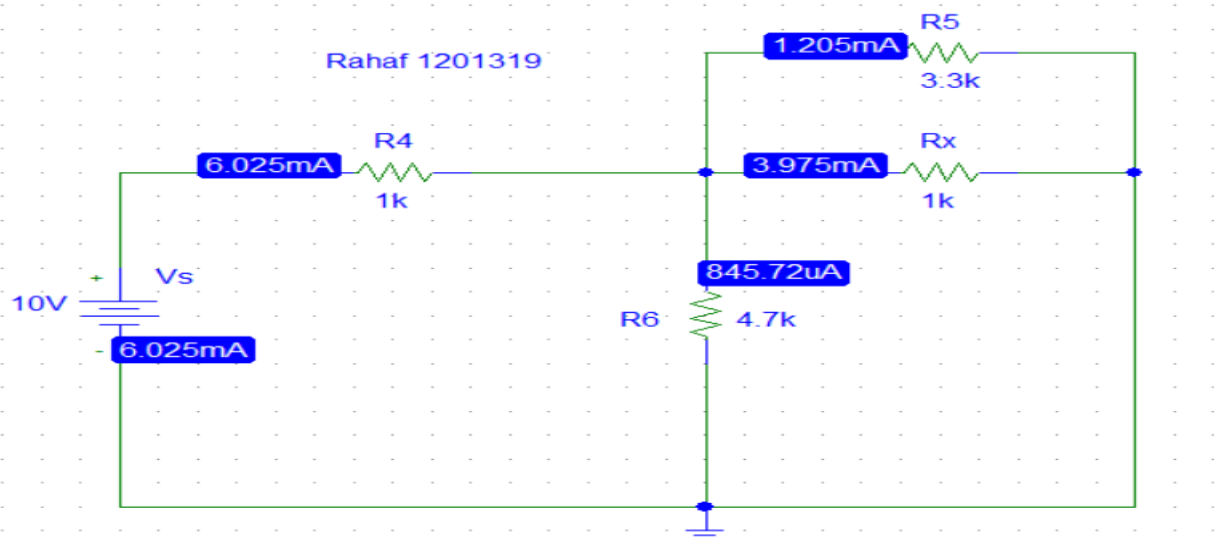 R5
1.205mA
3.3k
Rahaf 1201319
R4
6.025mA
1k
Rx
3.975mA
1k
+
Vs
10V
-
6.025mA
845.72uA
R6
4.7k